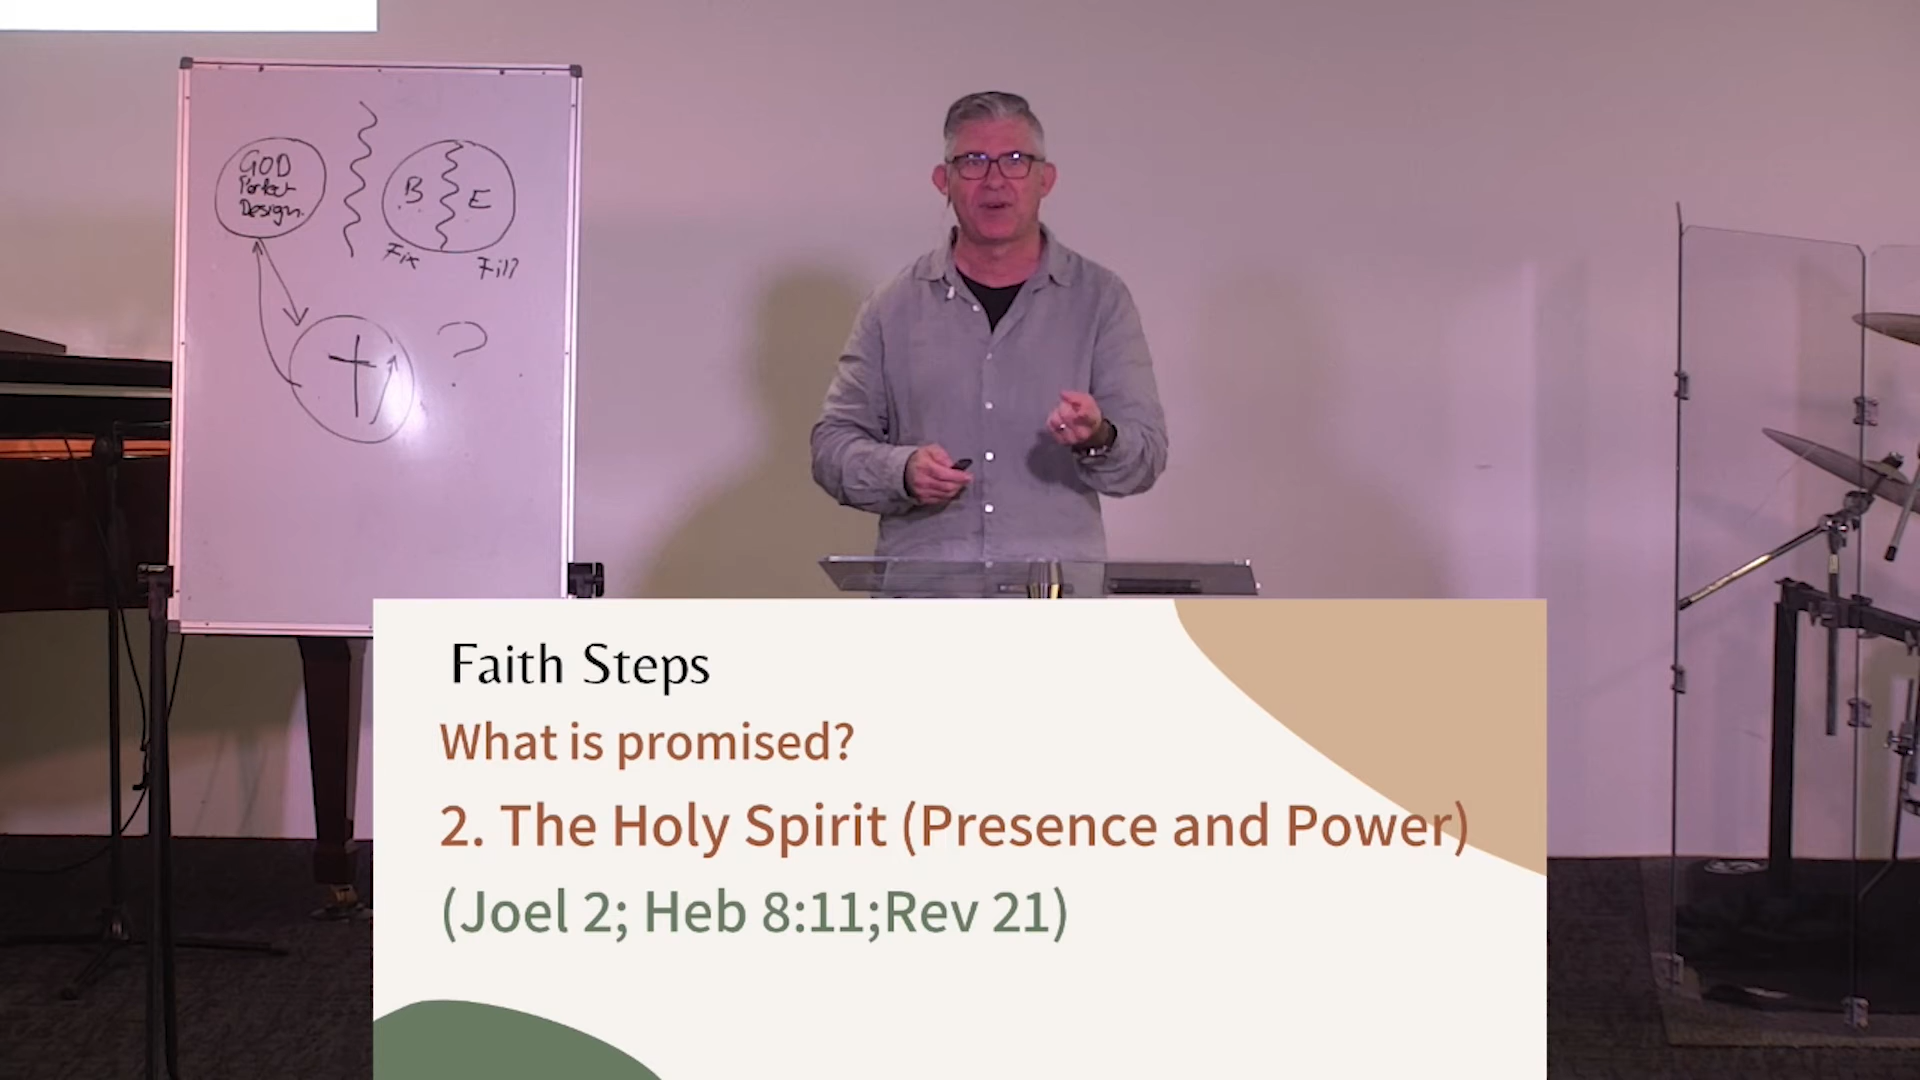 GOD
Perfect
Design.
B E
Fix
Fill?
?
Faith Steps
What is promised?
2. The Holy Spirit (Presence and Power)
(Joel 2; Heb 8:11;Rev 21)